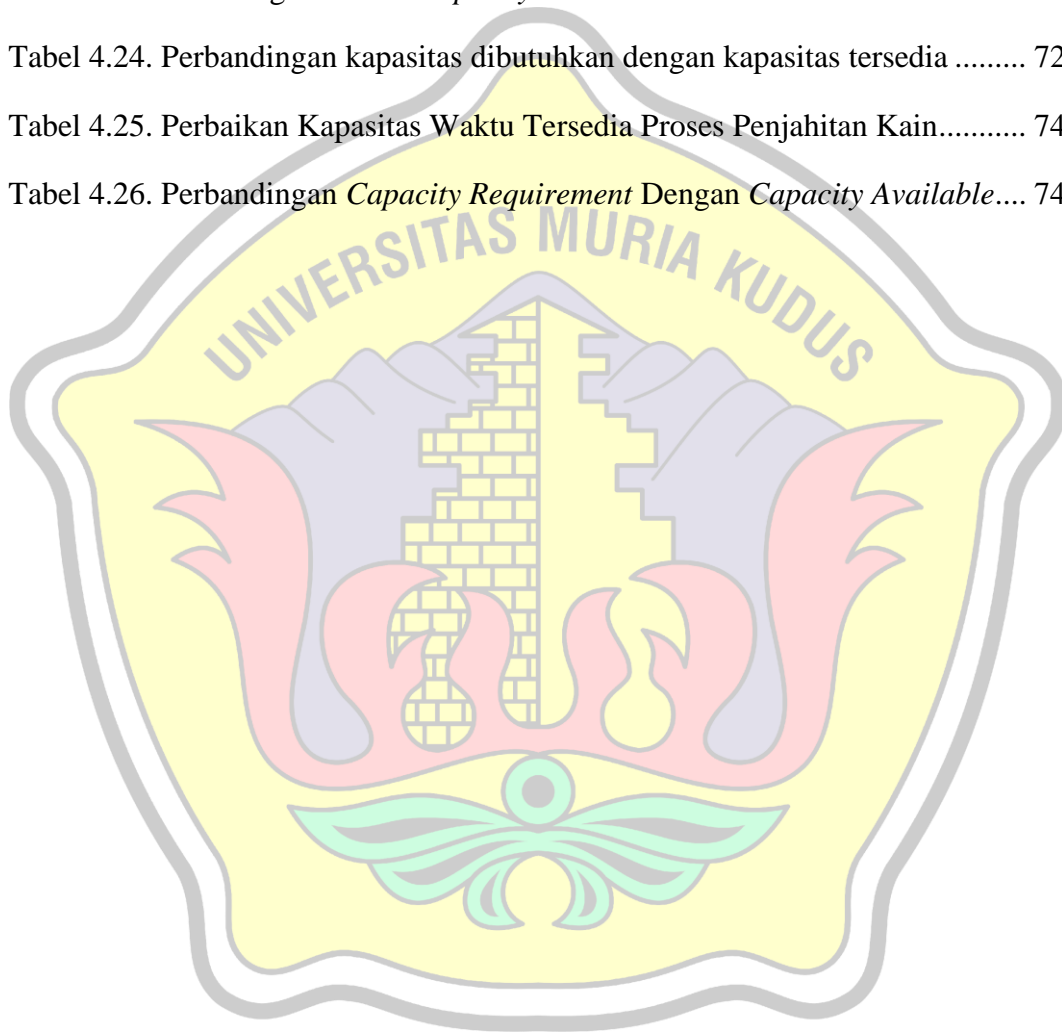 Tabel 4.24. Perbandingan kapasitas dibutuhkan dengan kapasitas tersedia ......... 72
Tabel 4.25. Perbaikan Kapasitas Waktu Tersedia Proses Penjahitan Kain........... 74
Tabel 4.26. Perbandingan Capacity Requirement Dengan Capacity Available.... 74
UNIVERSITAS MURIA KUDUS